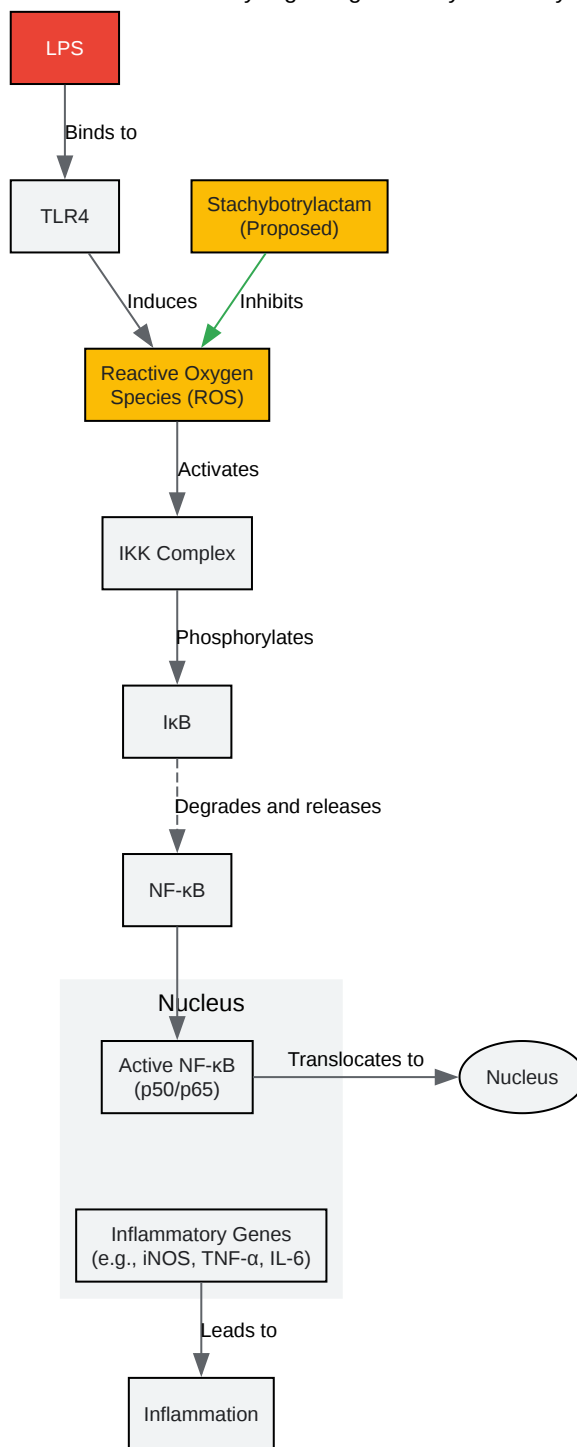 LPS
Binds to
TLR4
Stachybotrylactam
(Proposed)
Induces
Inhibits
Reactive Oxygen
Species (ROS)
Activates
IKK Complex
Phosphorylates
IκB
Degrades and releases
NF-κB
Nucleus
Active NF-κB
(p50/p65)
Translocates to
Nucleus
Inflammatory Genes
(e.g., iNOS, TNF-α, IL-6)
Leads to
Inflammation